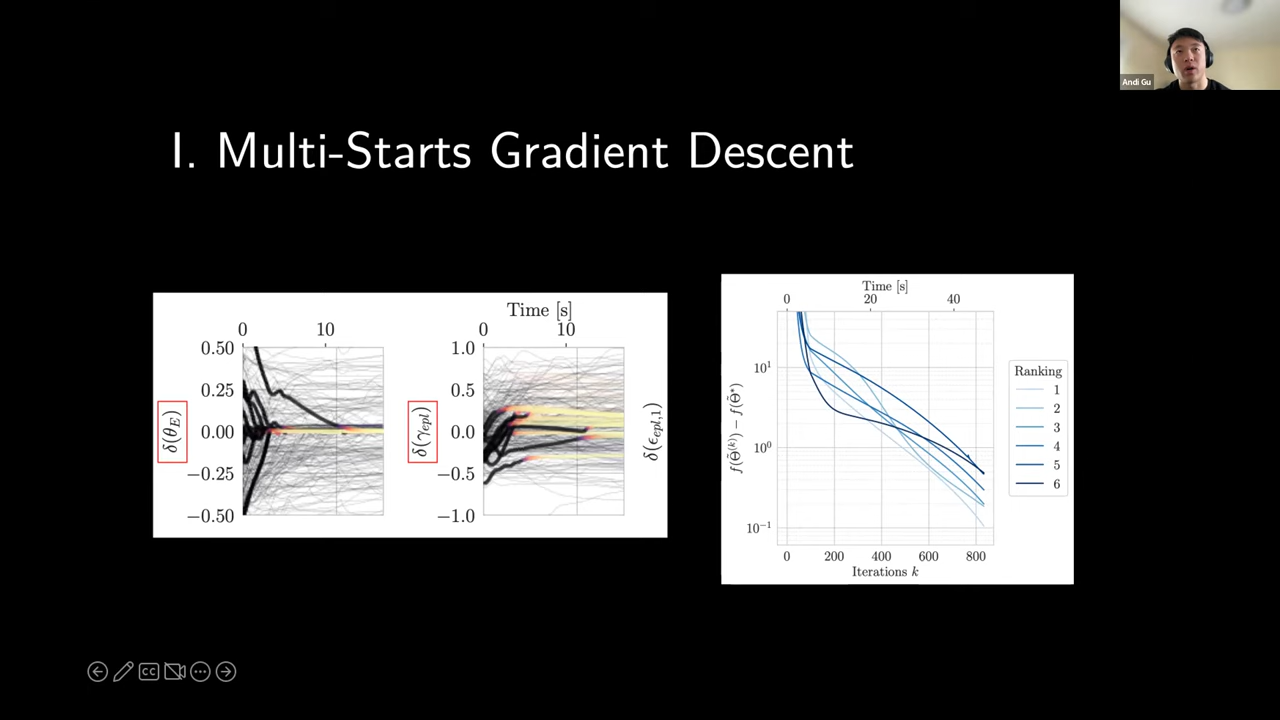 Andi Gu
I. Multi-Starts Gradient Descent
Time [s]
0 10
0 10
0.50
0.25
0.00
−0.25
−0.50
δ(θ_E)
1.0
0.5
0.0
−0.5
−1.0
δ(γ_epl)
δ(ϵ_epl,1)
Time [s]
0 20 40
10^1
10^0
10^−1
f(Θ̃^(k)) − f(Θ̃*)
0 200 400 600 800
Iterations k
Ranking
1
2
3
4
5
6
CC